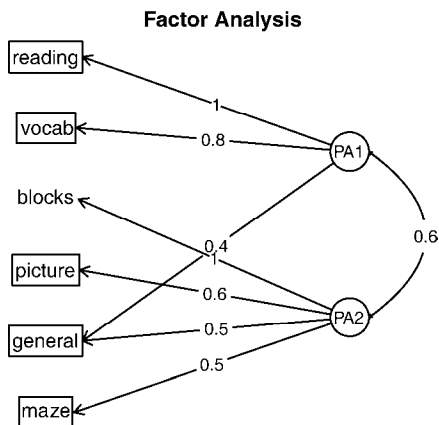 Factor Analysis
reading
1
vocab
0.8
PA1
blocks
0.6
0.4
1
picture
0.6
PA2
general
0.5
0.5
maze